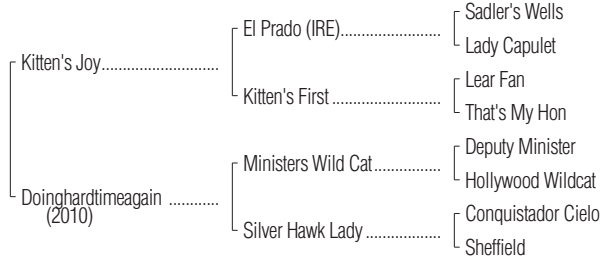 Sadler's Wells
El Prado (IRE)........................
Lady Capulet
Kitten's Joy............................
Lear Fan
Kitten's First ..........................
That's My Hon
Deputy Minister
Ministers Wild Cat................
Hollywood Wildcat
Doinghardtimeagain ............
(2010)
Conquistador Cielo
Silver Hawk Lady ..................
Sheffield